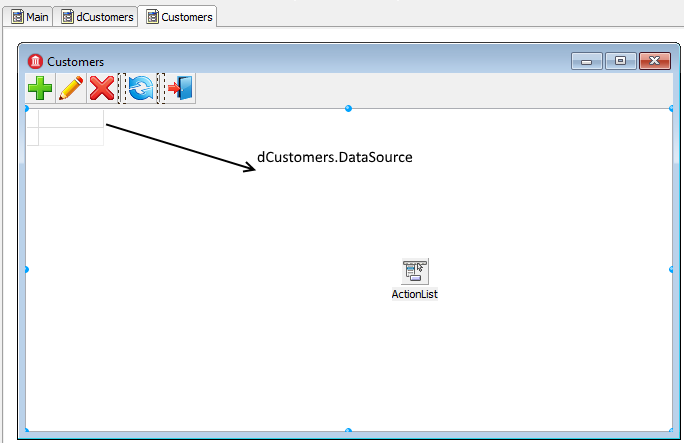 Main
dCustomers
Customers
Customers
dCustomers.DataSource
ActionList